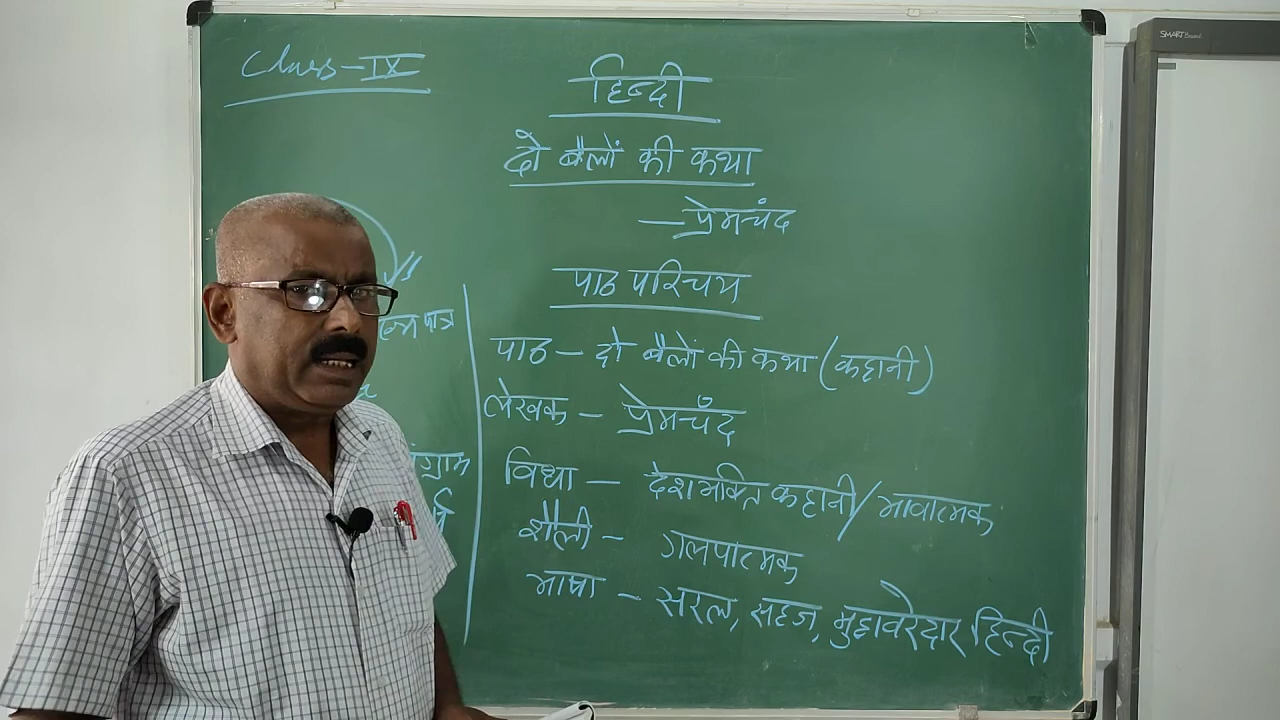 Class-IX
हिन्दी
दो बैलों की कथा
— प्रेमचंद
पाठ परिचय
पाठ – दो बैलों की कथा (कहानी)
लेखक – प्रेमचँद
विधा – देशभक्ति कहानी/भावात्मक
शैली – गल्पात्मक
भाषा – सरल, सहज, मुहावरेदार हिन्दी
पात्र
SMART Board